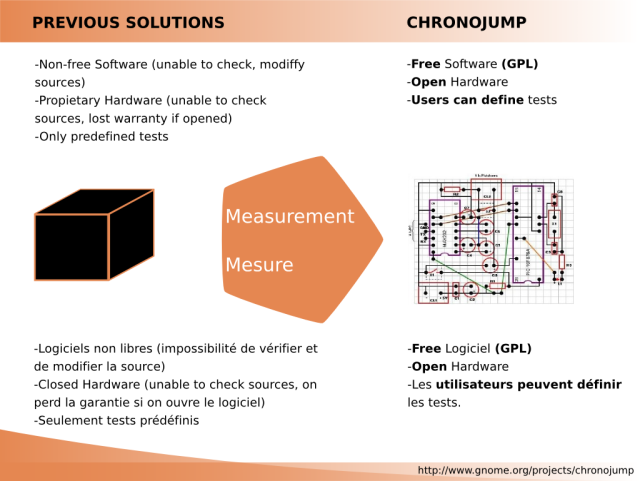 PREVIOUS SOLUTIONS
CHRONOJUMP
-Non-free Software (unable to check, modiffy
sources)
-Propietary Hardware (unable to check
sources, lost warranty if opened)
-Only predefined tests
-Free Software (GPL)
-Open Hardware
-Users can define tests
Measurement
Mesure
-Logiciels non libres (impossibilité de vérifier et
de modifier la source)
-Closed Hardware (unable to check sources, on
perd la garantie si on ouvre le logiciel)
-Seulement tests prédéfinis
-Free Logiciel (GPL)
-Open Hardware
-Les utilisateurs peuvent définir
les tests.
http://www.gnome.org/projects/chronojump